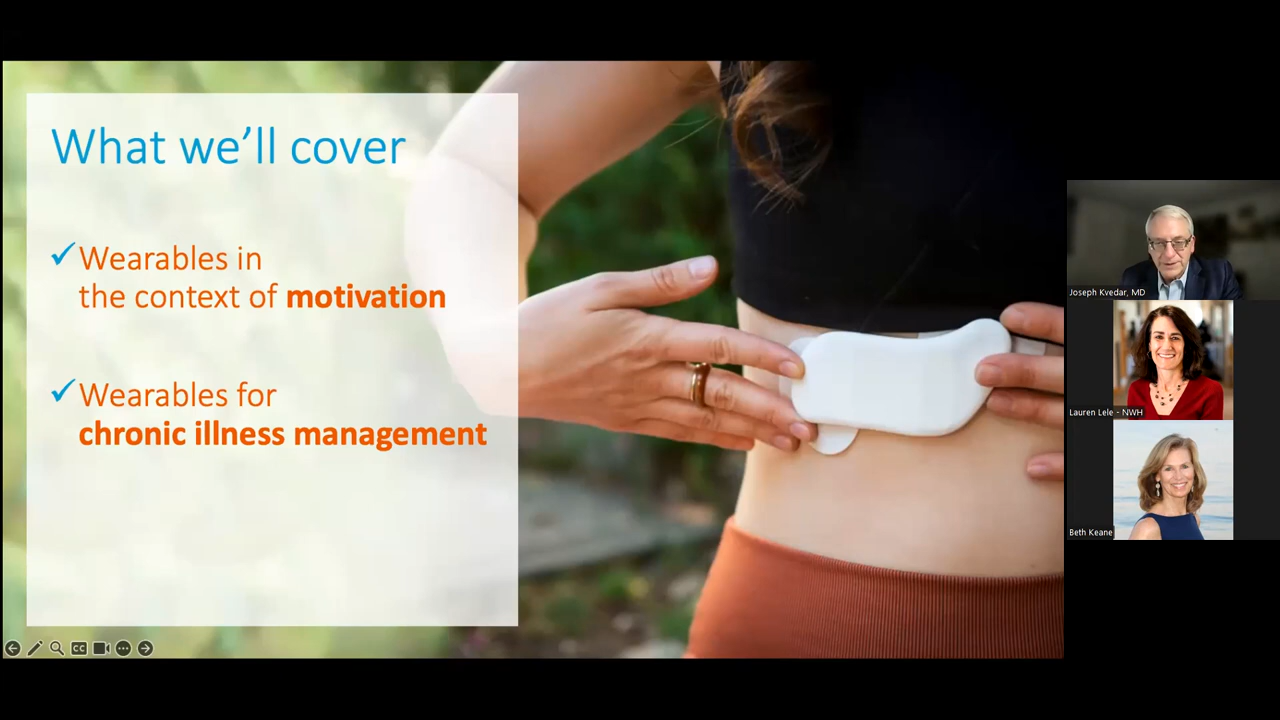 What we'll cover
✓ Wearables in
the context of motivation
✓ Wearables for
chronic illness management
CC
Joseph Kvedar, MD
Lauren Lele - NWH
Beth Keane